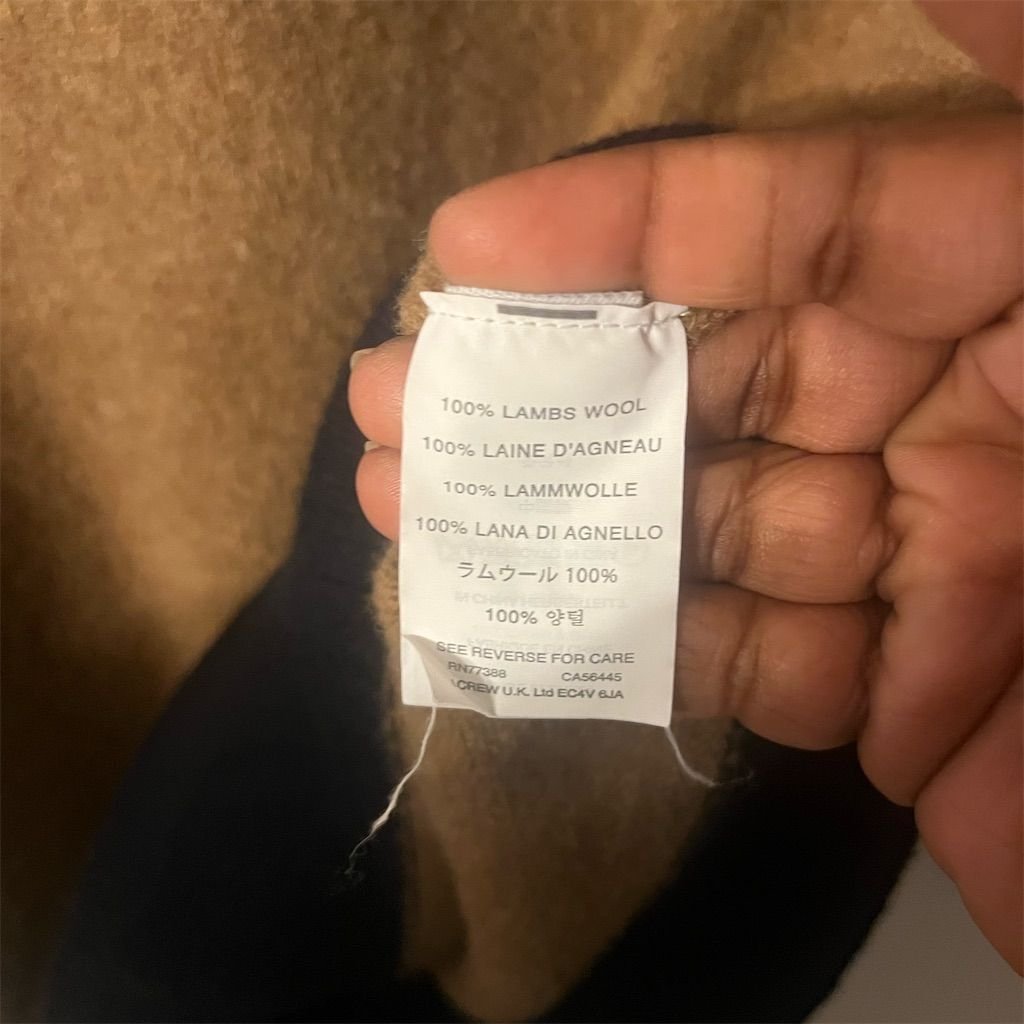 100% LAMBS WOOL
100% LAINE D'AGNEAU
100% LAMMWOLLE
100% LANA DI AGNELLO
ラムウール 100%
100% 양털
SEE REVERSE FOR CARE
RN77388 CA56445
CREW U.K. Ltd EC4V 6JA